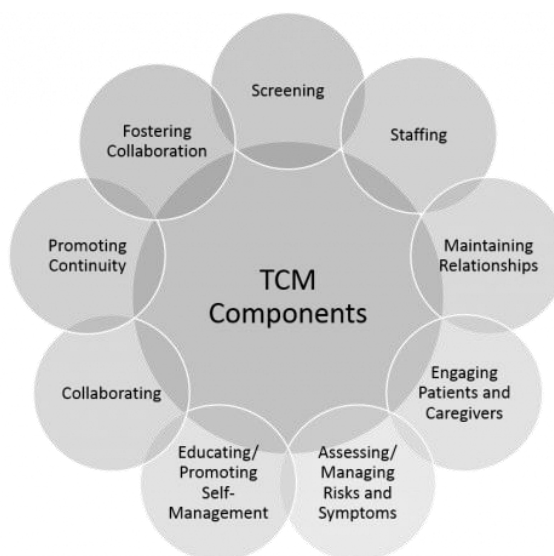 Screening
Staffing
Maintaining
Relationships
Engaging
Patients and
Caregivers
Assessing/
Managing
Risks and
Symptoms
Educating/
Promoting
Self-
Management
Collaborating
Promoting
Continuity
Fostering
Collaboration
TCM
Components